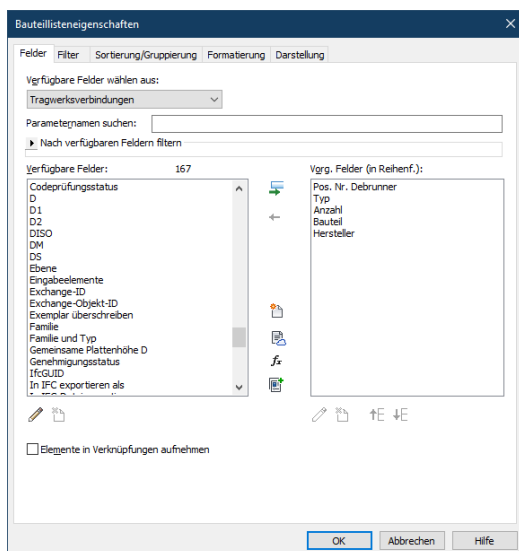 Bauteillisteneigenschaften
Felder Filter Sortierung/Gruppierung Formatierung Darstellung
Verfügbare Felder wählen aus:
Tragwerksverbindungen
Parameternamen suchen:
Nach verfügbaren Feldern filtern
Verfügbare Felder: 167
Vorg. Felder (in Reihenf.):
Codeprüfungsstatus
D
D1
D2
DISO
DM
DS
Ebene
Eingabeelemente
Exchange-ID
Exchange-Objekt-ID
Exemplar überschreiben
Familie
Familie und Typ
Gemeinsame Plattenhöhe D
Genehmigungsstatus
IfcGUID
In IFC exportieren als
Pos. Nr. Debrunner
Typ
Anzahl
Bauteil
Hersteller
fx
Elemente in Verknüpfungen aufnehmen
OK Abbrechen Hilfe